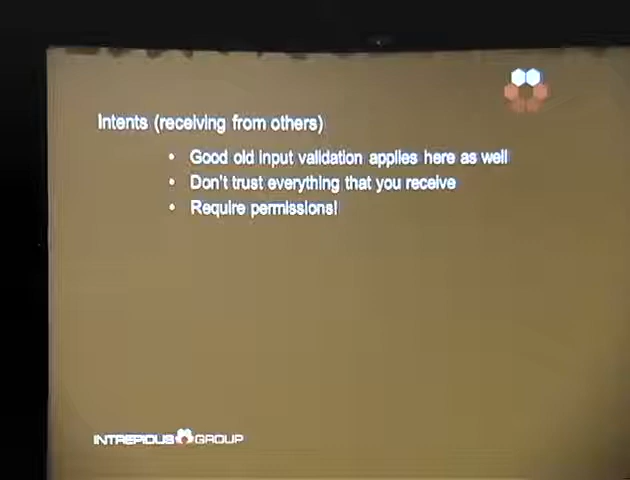 Intents (receiving from others)
• Good old input validation applies here as well
• Don't trust everything that you receive
• Require permissions!
INTREPIDUS GROUP